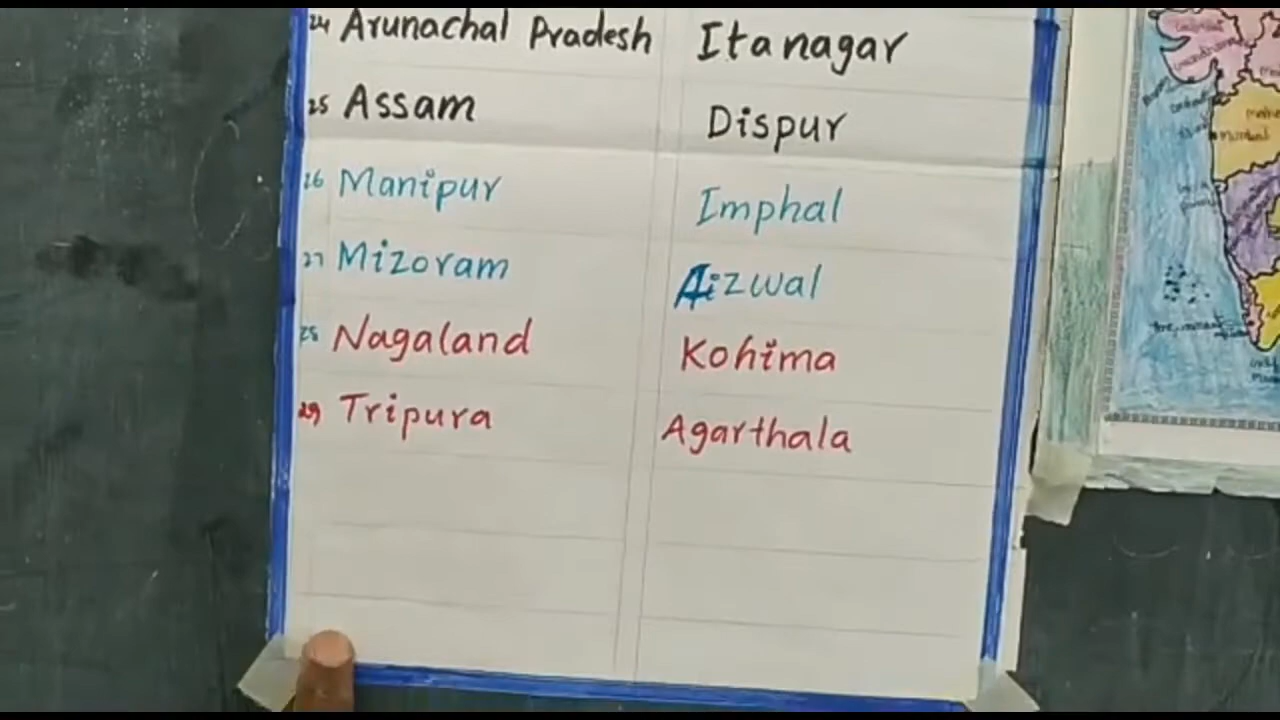 24 Arunachal Pradesh Itanagar
25 Assam Dispur
26 Manipur Imphal
27 Mizoram Aizwal
28 Nagaland Kohima
29 Tripura Agarthala